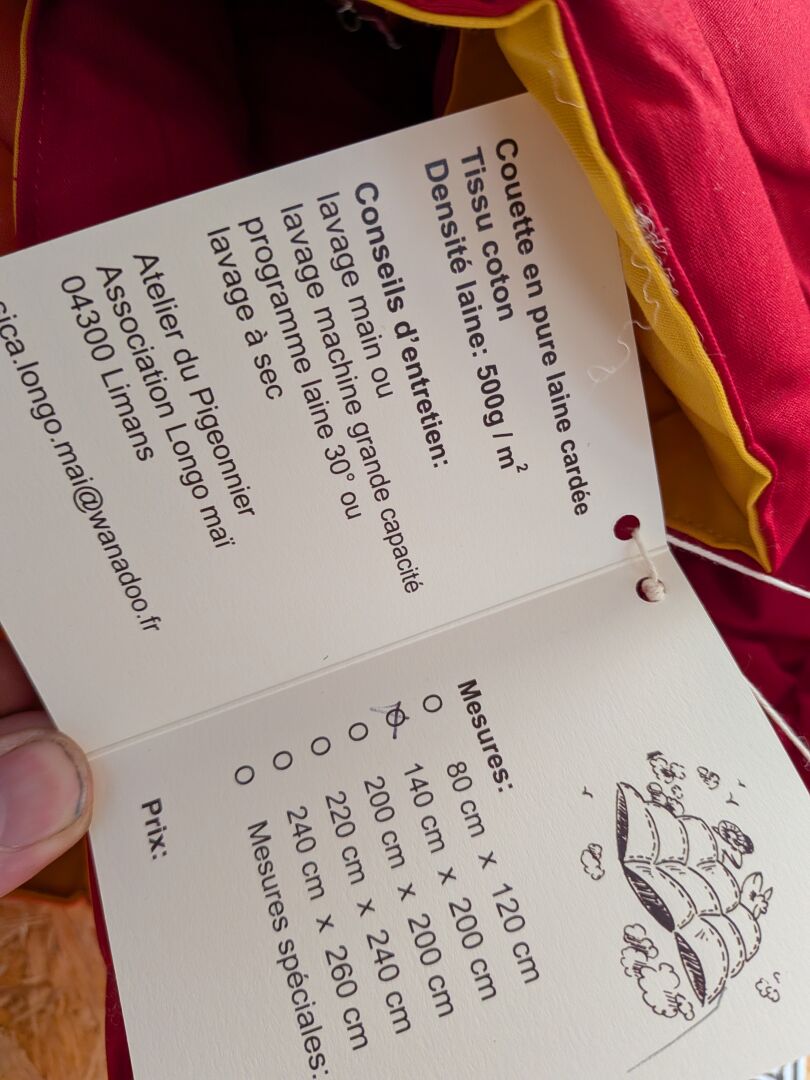 Couette en pure laine cardée
Tissu coton
Densité laine: 500g / m²
Conseils d'entretien:
lavage main ou
lavage machine grande capacité
programme laine 30° ou
lavage à sec
Atelier du Pigeonnier
Association Longo maï
04300 Limans
cica.longo.mai@wanadoo.fr
Mesures:
80 cm x 120 cm
140 cm x 200 cm
200 cm x 200 cm
220 cm x 240 cm
240 cm x 260 cm
Mesures spéciales:
Prix: